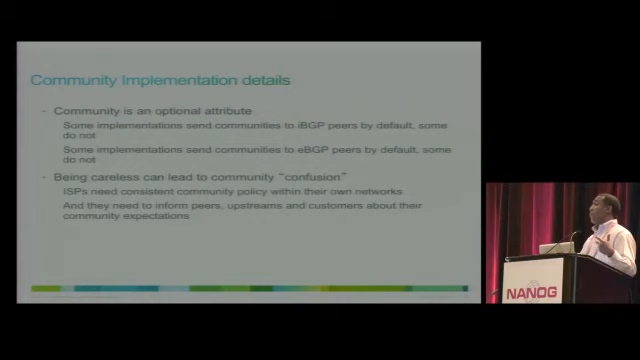 Community Implementation details
- Community is an optional attribute
Some implementations send communities to iBGP peers by default, some
do not
Some implementations send communities to eBGP peers by default, some
do not
- Being careless can lead to community "confusion"
ISPs need consistent community policy within their own networks
And they need to inform peers, upstreams and customers about their
community expectations
NANOG